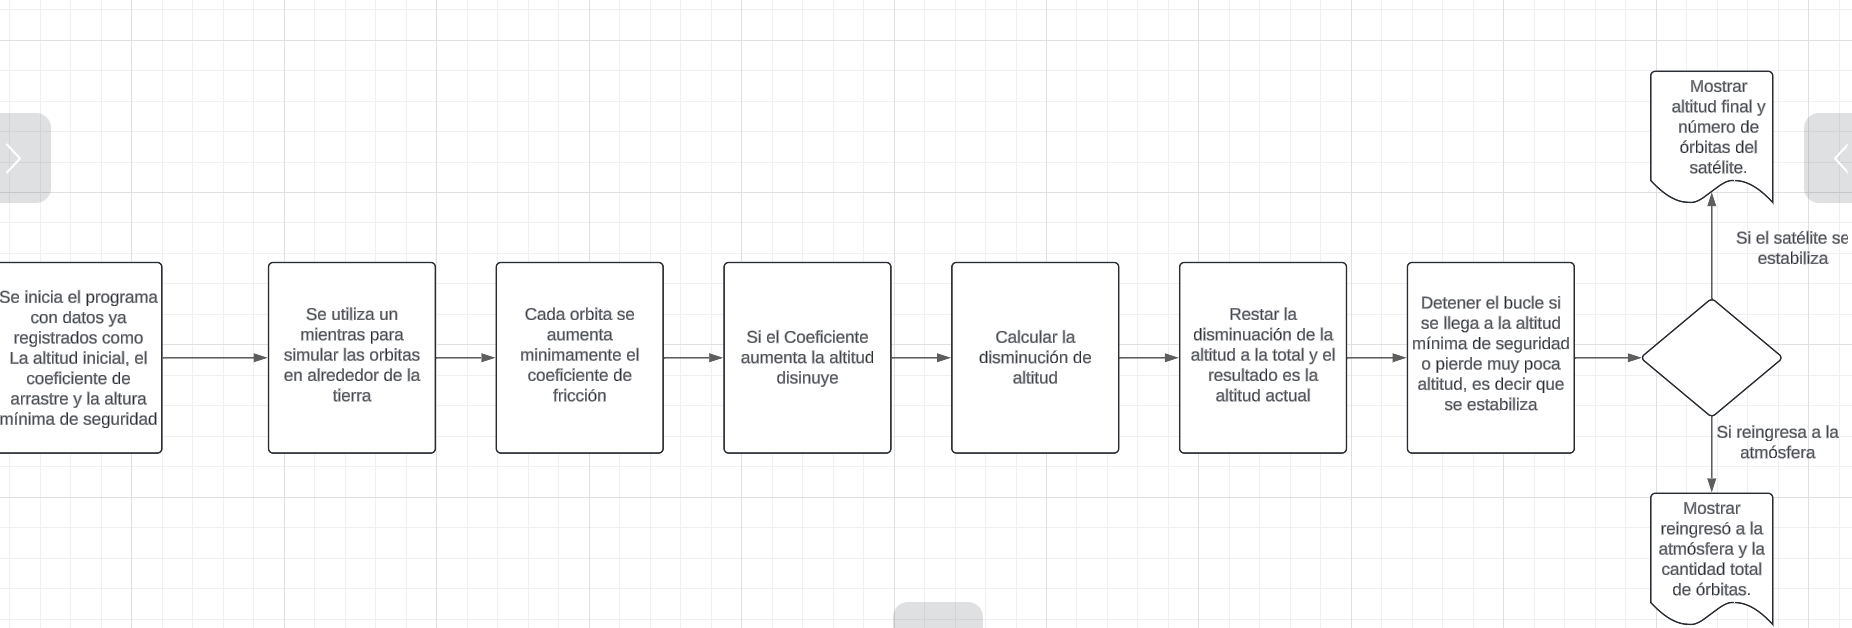 Se inicia el programa
con datos ya
registrados como
La altitud inicial, el
coeficiente de
arrastre y la altura
mínima de seguridad
Se utiliza un
mientras para
simular las orbitas
en alrededor de la
tierra
Cada orbita se
aumenta
minimamente el
coeficiente de
fricción
Si el Coeficiente
aumenta la altitud
disinuye
Calcular la
disminución de
altitud
Restar la
disminuación de la
altitud a la total y el
resultado es la
altitud actual
Detener el bucle si
se llega a la altitud
mínima de seguridad
o pierde muy poca
altitud, es decir que
se estabiliza
Mostrar
altitud final y
número de
órbitas del
satélite.
Si el satélite se
estabiliza
Si reingresa a la
atmósfera
Mostrar
reingresó a la
atmósfera y la
cantidad total
de órbitas.